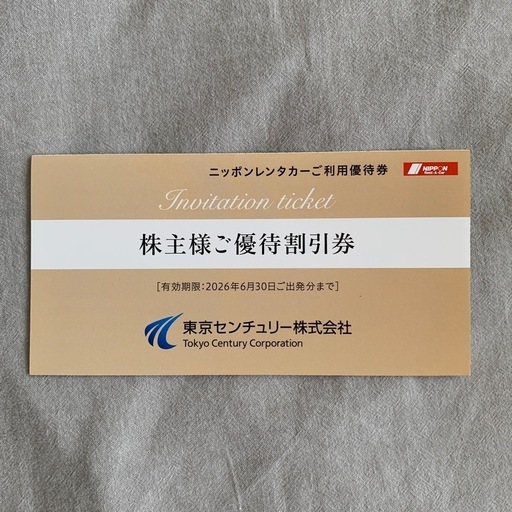 ニッポンレンタカーご利用優待券
NIPPON
Rent-A-Car
Invitation ticket
株主様ご優待割引券
［有効期限：2026年6月30日ご出発分まで］
東京センチュリー株式会社
Tokyo Century Corporation